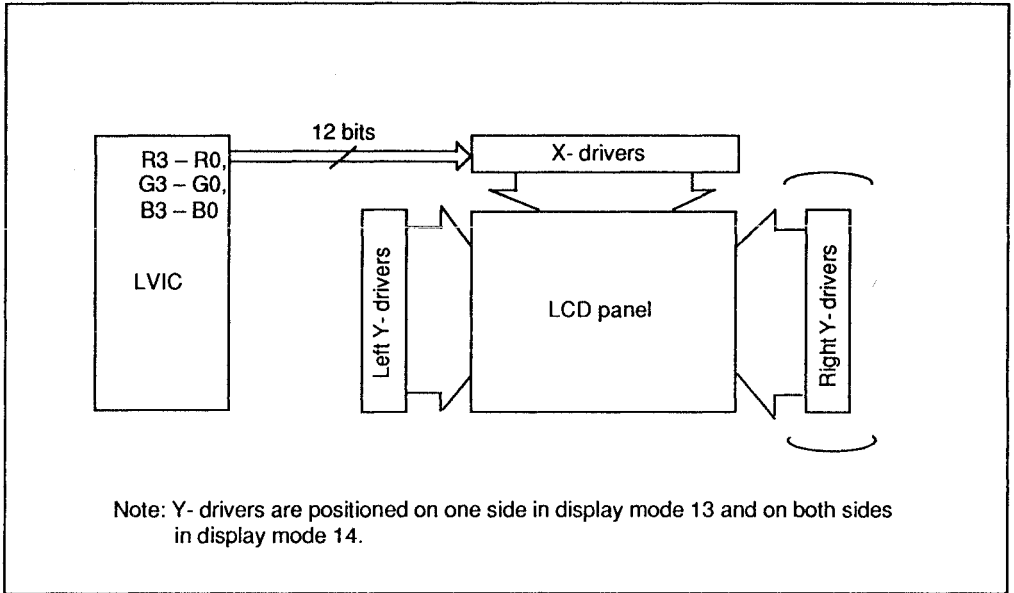 12 bits
R3 – R0,
G3 – G0,
B3 – B0
LVIC
X- drivers
Left Y- drivers
LCD panel
Right Y- drivers
Note: Y- drivers are positioned on one side in display mode 13 and on both sides
in display mode 14.